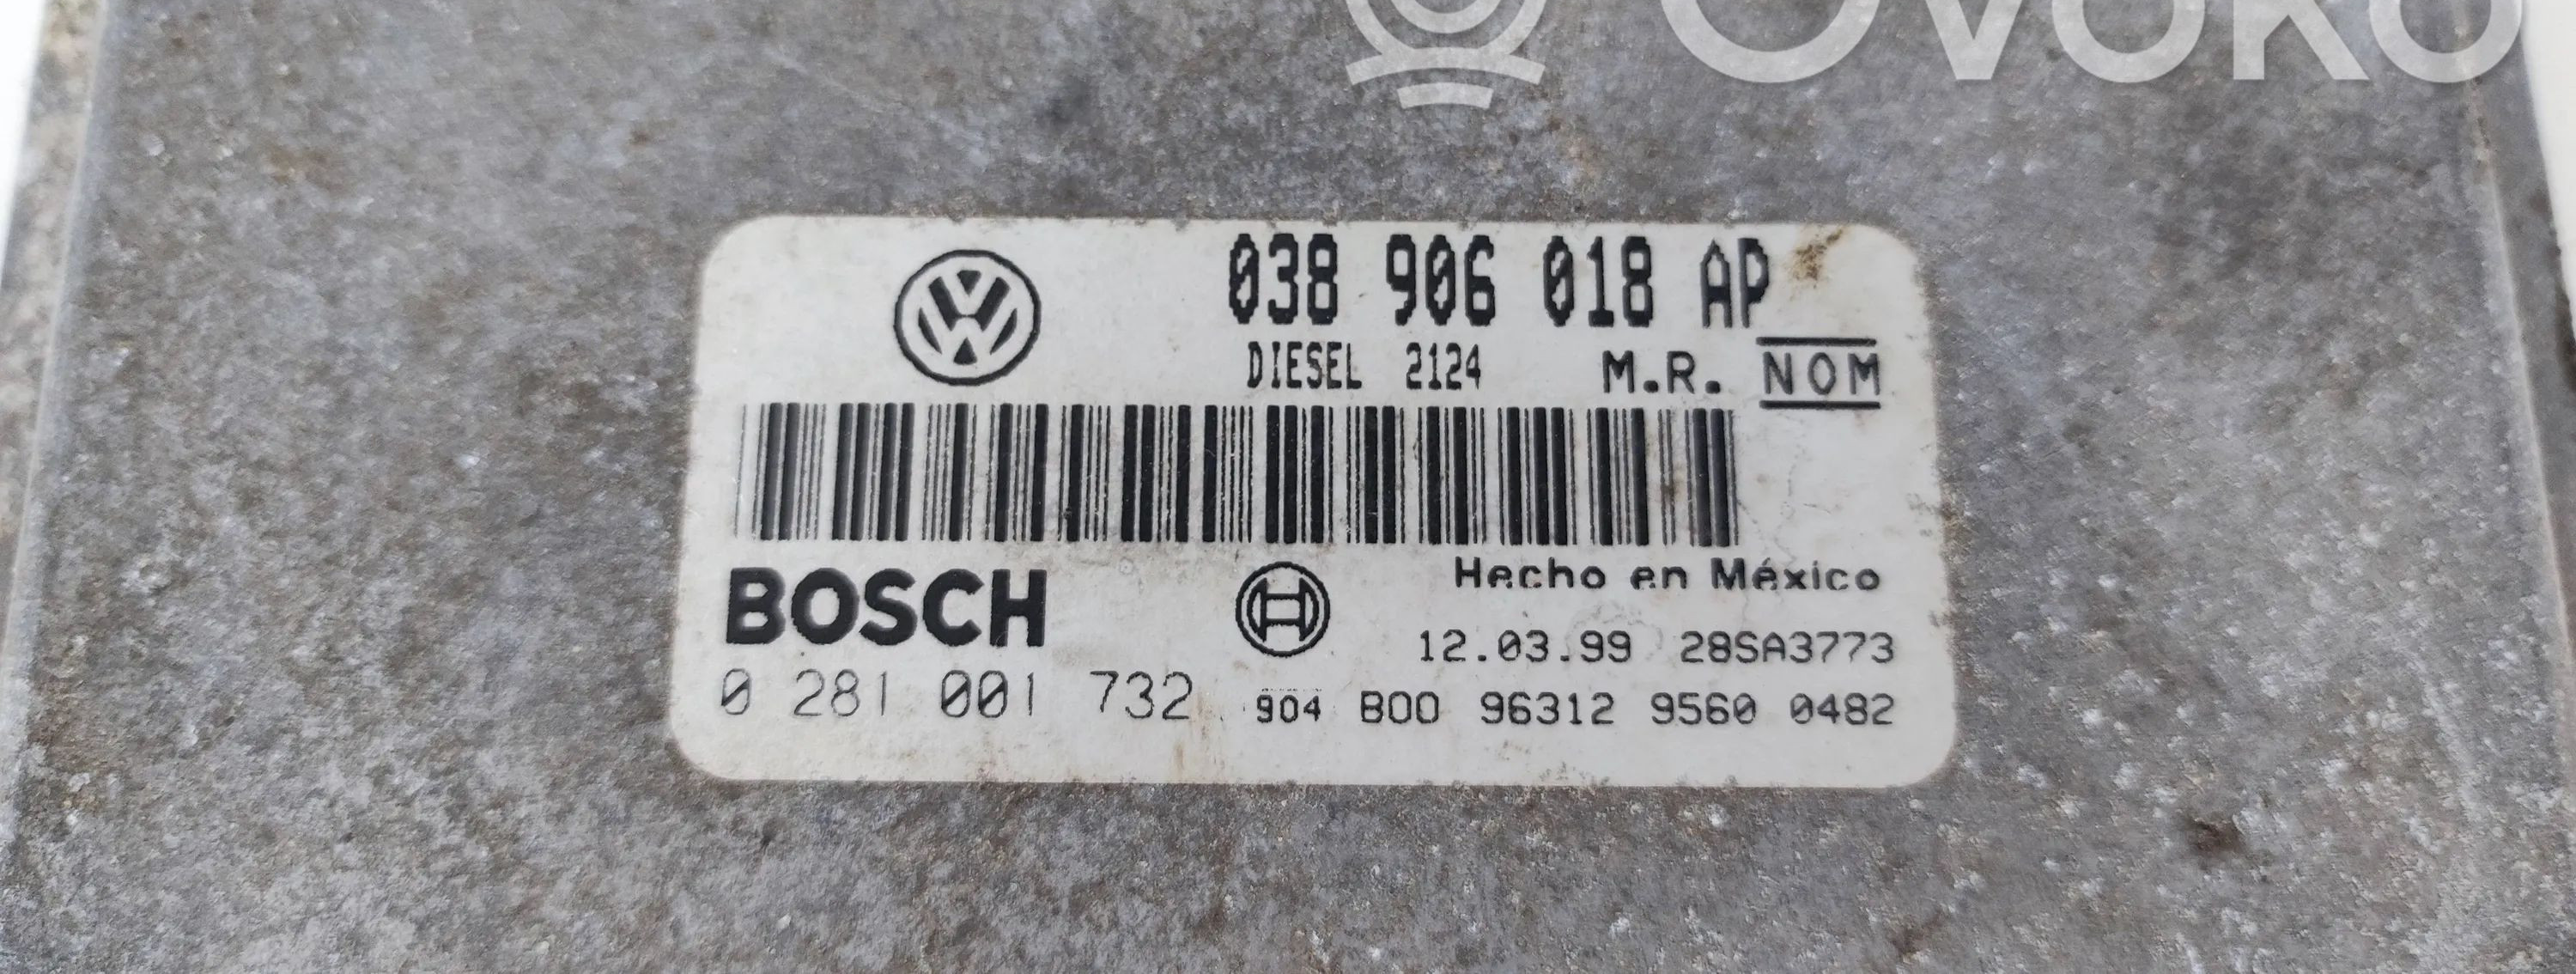 OVOKO
038 906 018 AP
DIESEL 2124 M.R. NOM
BOSCH
Hecho en México
12.03.99 28SA3773
0 281 001 732 904 B00 96312 9560 0482